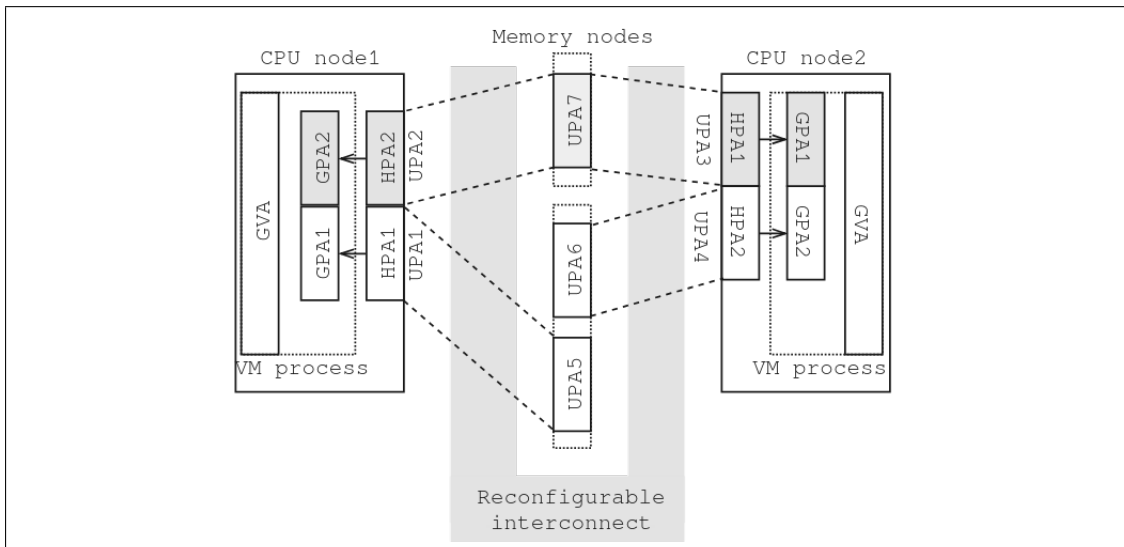 Memory nodes
CPU node1
CPU node2
GVA
GPA2
HPA2
UPA2
GPA1
HPA1
UPA1
VM process
UPA7
UPA6
UPA5
UPA3
HPA1
GPA1
UPA4
HPA2
GPA2
GVA
VM process
Reconfigurable
interconnect